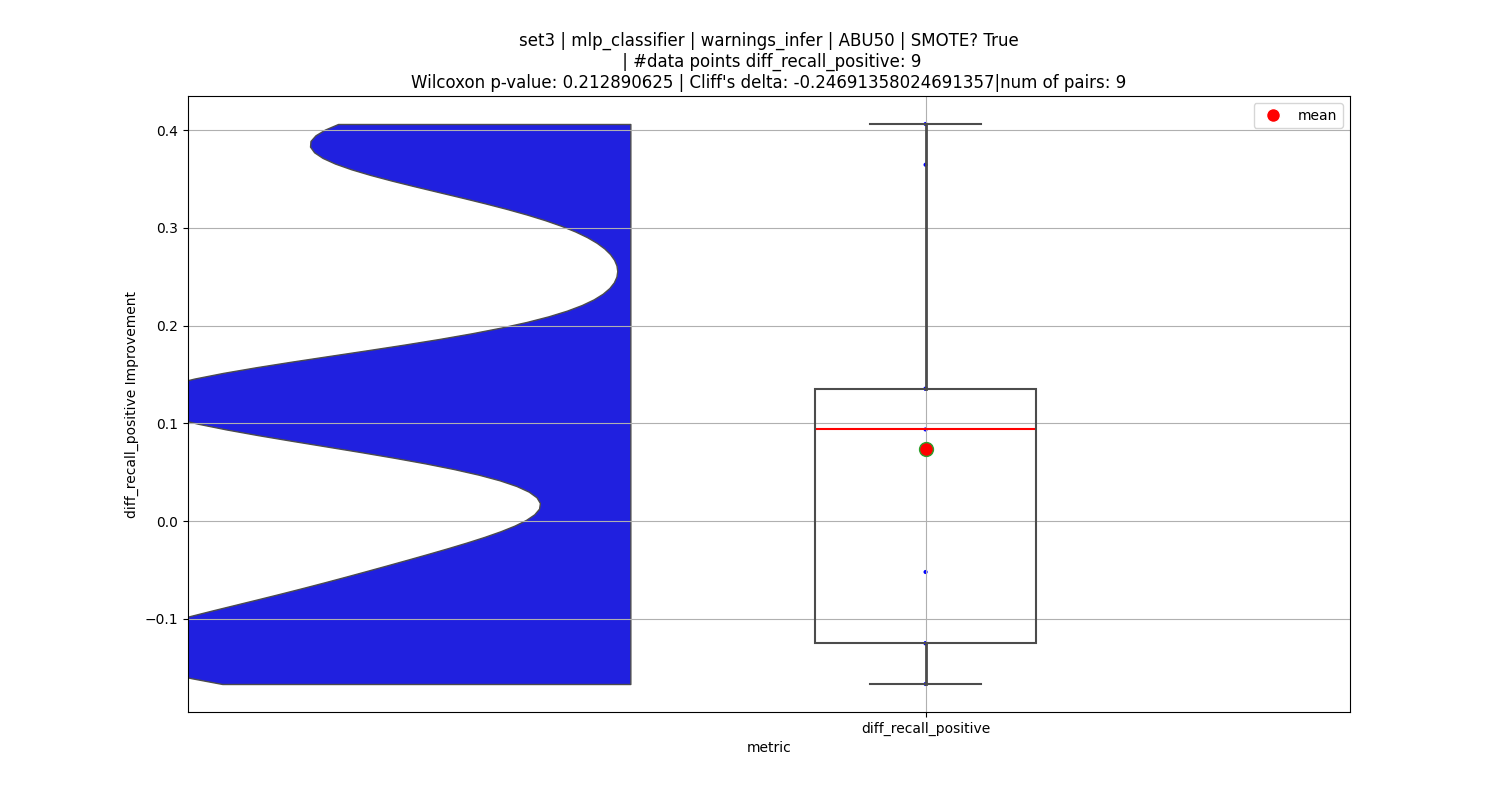 set3 | mlp_classifier | warnings_infer | ABU50 | SMOTE? True
| #data points diff_recall_positive: 9
Wilcoxon p-value: 0.212890625 | Cliff's delta: -0.24691358024691357|num of pairs: 9
mean
0.4
0.3
0.2
0.1
0.0
−0.1
diff_recall_positive Improvement
diff_recall_positive
metric